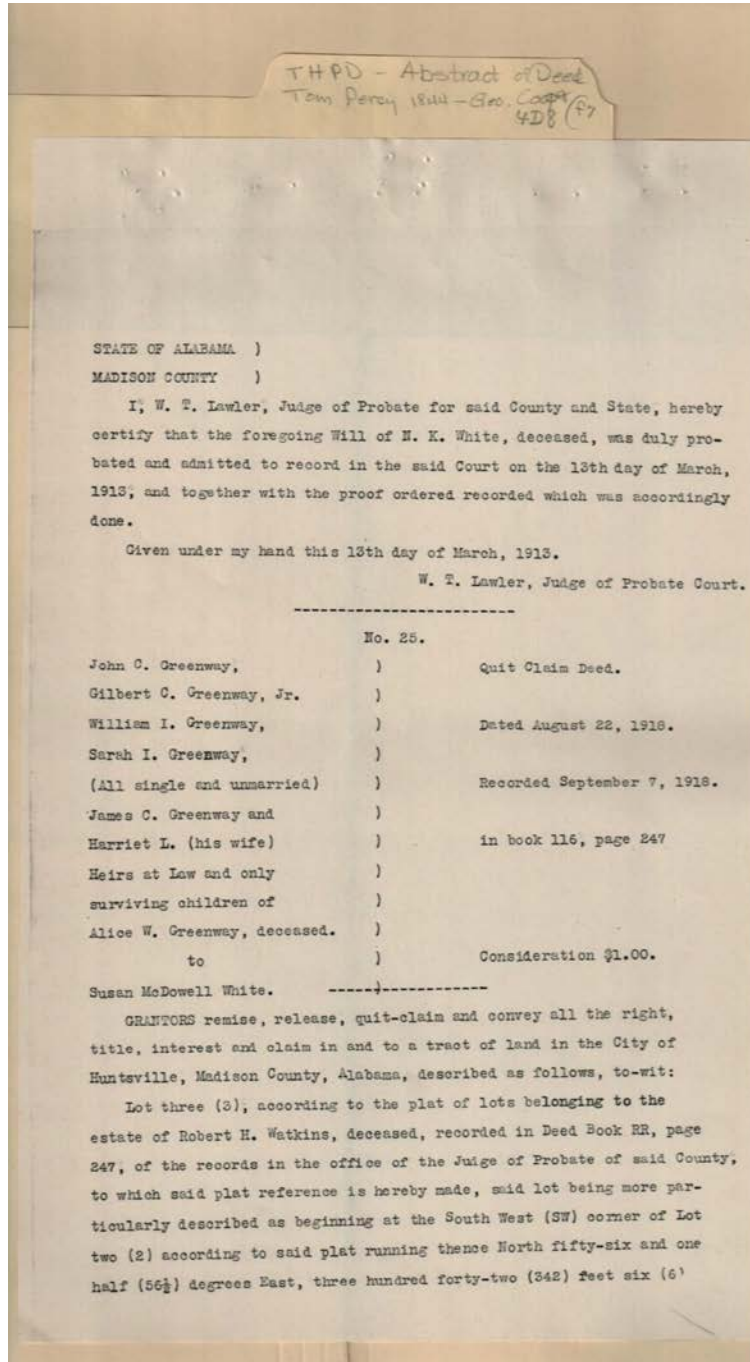 THPD - Abstract of Deed
Tom Percy 1844 - Geo.
4D8
STATE OF ALABAMA )
MADISON COUNTY )
I, W. T. Lawler, Judge of Probate for said County and State, hereby
certify that the foregoing Will of N. K. White, deceased, was duly pro-
bated and admitted to record in the said Court on the 13th day of March,
1913, and together with the proof ordered recorded which was accordingly
done.
Given under my hand this 13th day of March, 1913.
W. T. Lawler, Judge of Probate Court.
-------------------------
No. 25.
John C. Greenway, ) Quit Claim Deed.
Gilbert C. Greenway, Jr. )
William I. Greenway, ) Dated August 22, 1918.
Sarah I. Greenway, )
(All single and unmarried) ) Recorded September 7, 1918.
James C. Greenway and )
Harriet L. (his wife) ) in book 116, page 247
Heirs at Law and only )
surviving children of )
Alice W. Greenway, deceased. )
to ) Consideration $1.00.
Susan McDowell White. -----)------------
GRANTORS remise, release, quit-claim and convey all the right,
title, interest and claim in and to a tract of land in the City of
Huntsville, Madison County, Alabama, described as follows, to-wit:
Lot three (3), according to the plat of lots belonging to the
estate of Robert H. Watkins, deceased, recorded in Deed Book RR, page
247, of the records in the office of the Judge of Probate of said County,
to which said plat reference is hereby made, said lot being more par-
ticularly described as beginning at the South West (SW) corner of Lot
two (2) according to said plat running thence North fifty-six and one
half (56½) degrees East, three hundred forty-two (342) feet six (6)